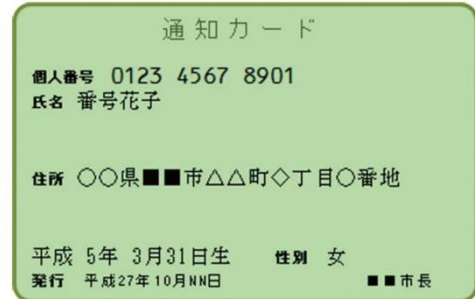 通知カード
個人番号 0123 4567 8901
氏名 番号花子
住所 ○○県■■市△△町◇丁目○番地
平成 5年 3月31日生 性別 女
発行 平成27年10月NN日 ■■市長